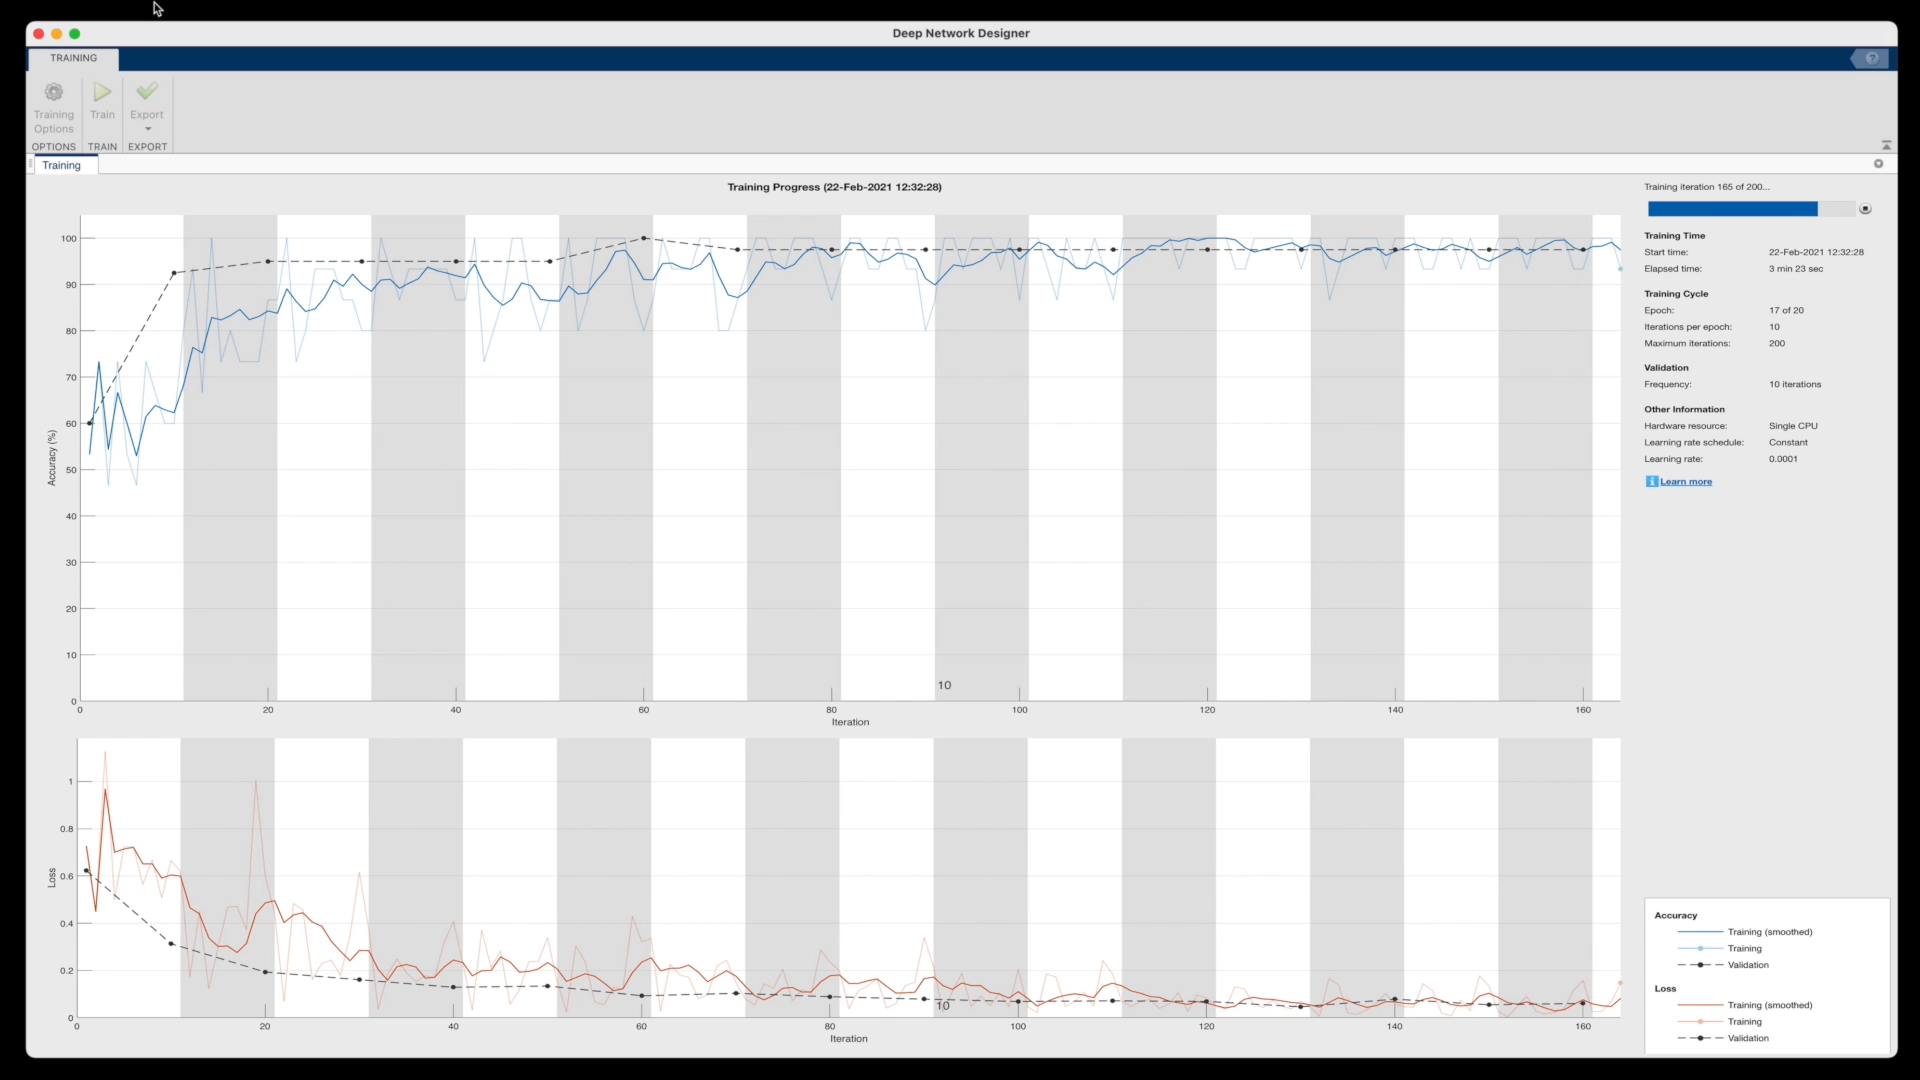 Deep Network Designer
TRAINING
?
Training Options
Train
Export
OPTIONS
TRAIN
EXPORT
Training
Training Progress (22-Feb-2021 12:32:28)
100
90
80
70
60
50
40
30
20
10
0
Accuracy (%)
10
0 20 40 60 80 100 120 140 160
Iteration
1
0.8
0.6
0.4
0.2
0
Loss
10
0 20 40 60 80 100 120 140 160
Iteration
Training iteration 165 of 200...
Training Time
Start time: 22-Feb-2021 12:32:28
Elapsed time: 3 min 23 sec
Training Cycle
Epoch: 17 of 20
Iterations per epoch: 10
Maximum iterations: 200
Validation
Frequency: 10 iterations
Other Information
Hardware resource: Single CPU
Learning rate schedule: Constant
Learning rate: 0.0001
i Learn more
Accuracy
Training (smoothed)
Training
Validation
Loss
Training (smoothed)
Training
Validation